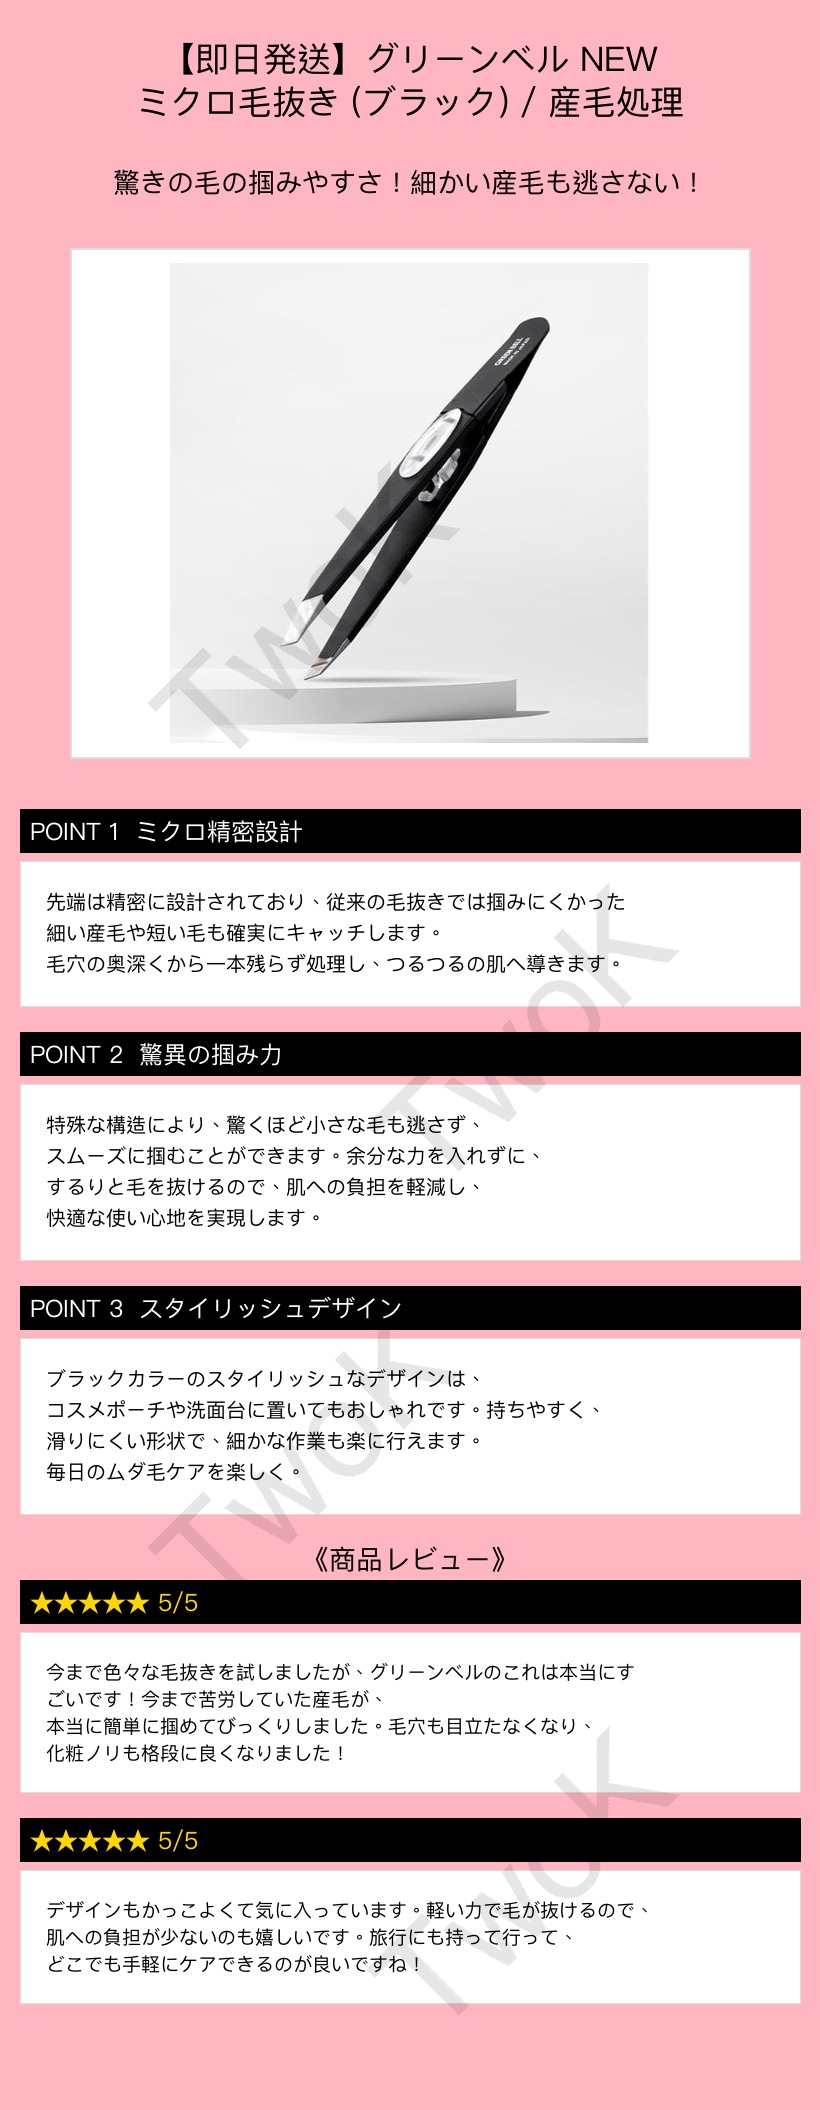 【即日発送】グリーンベル NEW
ミクロ毛抜き (ブラック) / 産毛処理
驚きの毛の掴みやすさ！細かい産毛も逃さない！
GREEN BELL
MADE IN JAPAN
TwoK
POINT 1 ミクロ精密設計
先端は精密に設計されており、従来の毛抜きでは掴みにくかった
細い産毛や短い毛も確実にキャッチします。
毛穴の奥深くから一本残らず処理し、つるつるの肌へ導きます。
TwoK
POINT 2 驚異の掴み力
特殊な構造により、驚くほど小さな毛も逃さず、
スムーズに掴むことができます。余分な力を入れずに、
するりと毛を抜けるので、肌への負担を軽減し、
快適な使い心地を実現します。
POINT 3 スタイリッシュデザイン
ブラックカラーのスタイリッシュなデザインは、
コスメポーチや洗面台に置いてもおしゃれです。持ちやすく、
滑りにくい形状で、細かな作業も楽に行えます。
毎日のムダ毛ケアを楽しく。
TwoK
《商品レビュー》
★★★★★ 5/5
今まで色々な毛抜きを試しましたが、グリーンベルのこれは本当にす
ごいです！今まで苦労していた産毛が、
本当に簡単に掴めてびっくりしました。毛穴も目立たなくなり、
化粧ノリも格段に良くなりました！
★★★★★ 5/5
デザインもかっこよくて気に入っています。軽い力で毛が抜けるので、
肌への負担が少ないのも嬉しいです。旅行にも持って行って、
どこでも手軽にケアできるのが良いですね！
TwoK